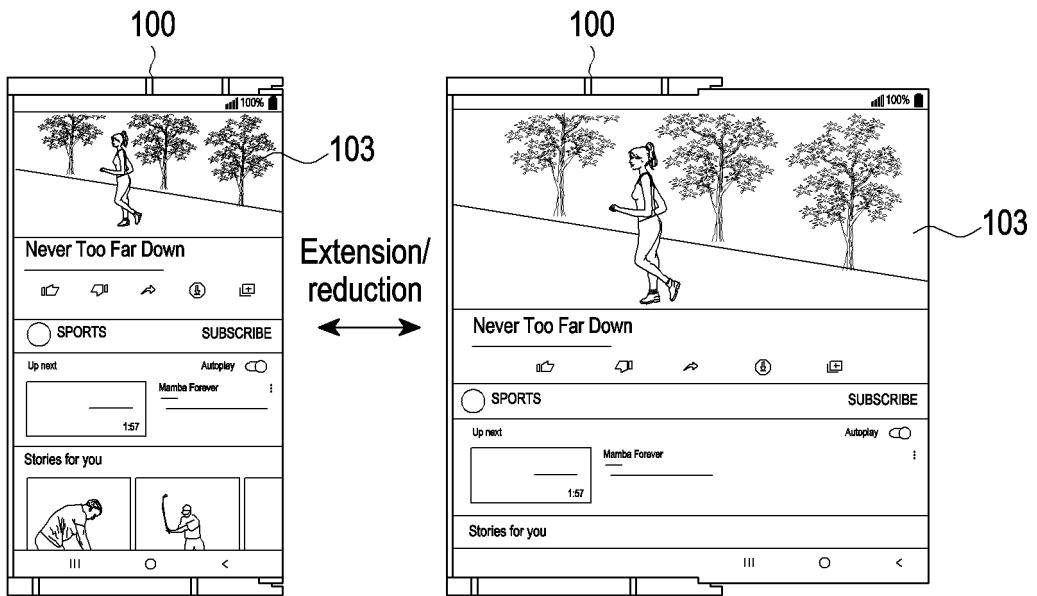 100
100% 
103
Never Too Far Down
SPORTS
SUBSCRIBE
Up next
Autoplay
Mamba Forever
1:57
Stories for you
Extension/
reduction
100
100%
103
Never Too Far Down
SPORTS
SUBSCRIBE
Up next
Autoplay
Mamba Forever
1:57
Stories for you